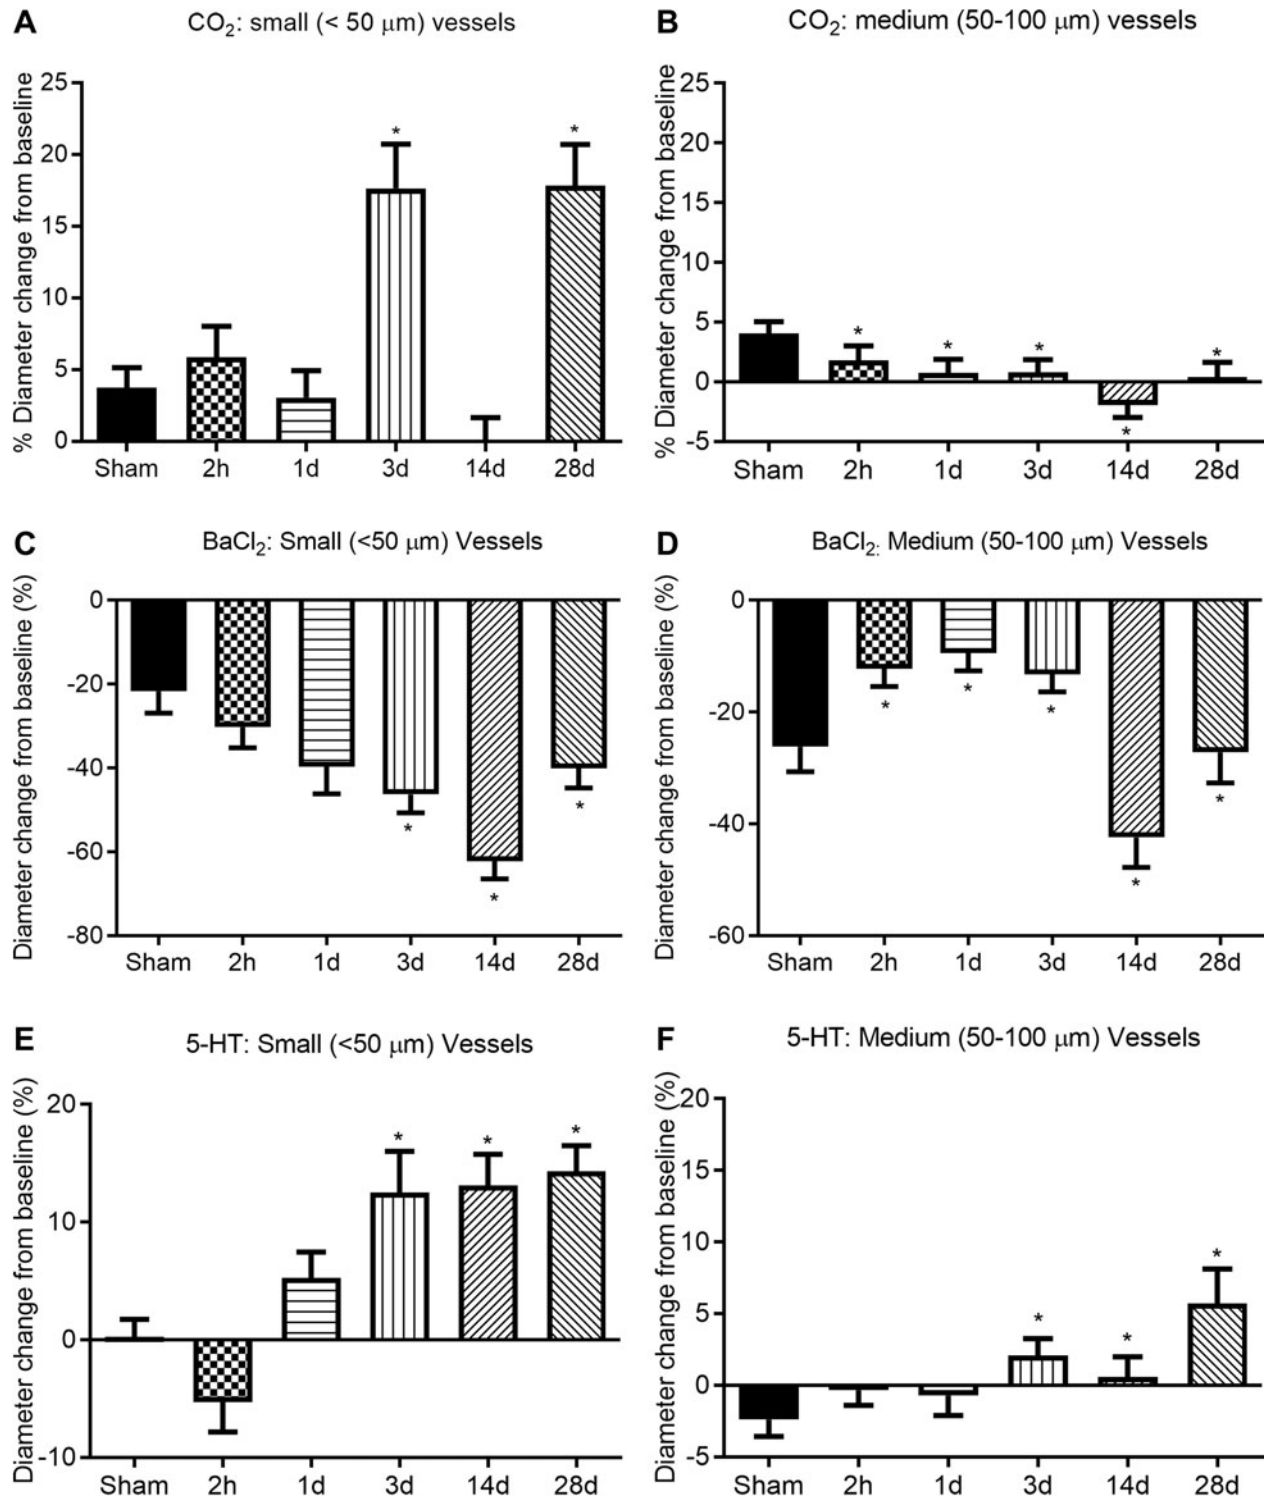 A
CO₂: small (< 50 μm) vessels
% Diameter change from baseline
25
20
15
10
5
0
*
*
Sham 2h 1d 3d 14d 28d
B
CO₂: medium (50-100 μm) vessels
% Diameter change from baseline
25
20
15
10
5
0
-5
* * * * *
Sham 2h 1d 3d 14d 28d
C
BaCl₂: Small (<50 μm) Vessels
Diameter change from baseline (%)
0
-20
-40
-60
-80
* * *
Sham 2h 1d 3d 14d 28d
D
BaCl₂: Medium (50-100 μm) Vessels
Diameter change from baseline (%)
0
-20
-40
-60
* * * * *
Sham 2h 1d 3d 14d 28d
E
5-HT: Small (<50 μm) Vessels
Diameter change from baseline (%)
20
10
0
-10
* * *
Sham 2h 1d 3d 14d 28d
F
5-HT: Medium (50-100 μm) Vessels
Diameter change from baseline (%)
20
15
10
5
0
-5
* * *
Sham 2h 1d 3d 14d 28d